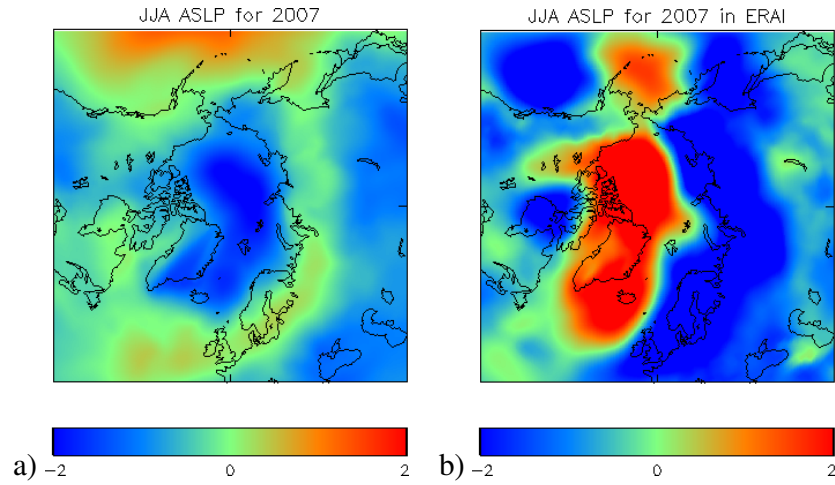 JJA ASLP for 2007
JJA ASLP for 2007 in ERAI
a) −2 0 2
b) −2 0 2